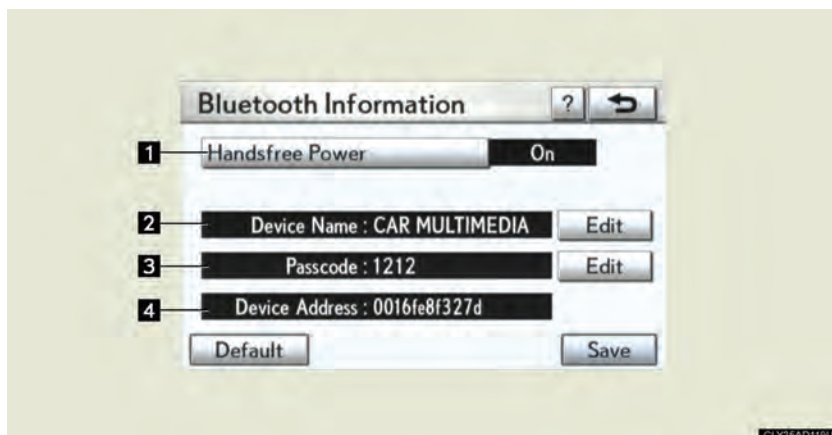 Bluetooth Information ?
1 Handsfree Power On
2 Device Name : CAR MULTIMEDIA Edit
3 Passcode : 1212 Edit
4 Device Address : 0016fe8f327d
Default Save